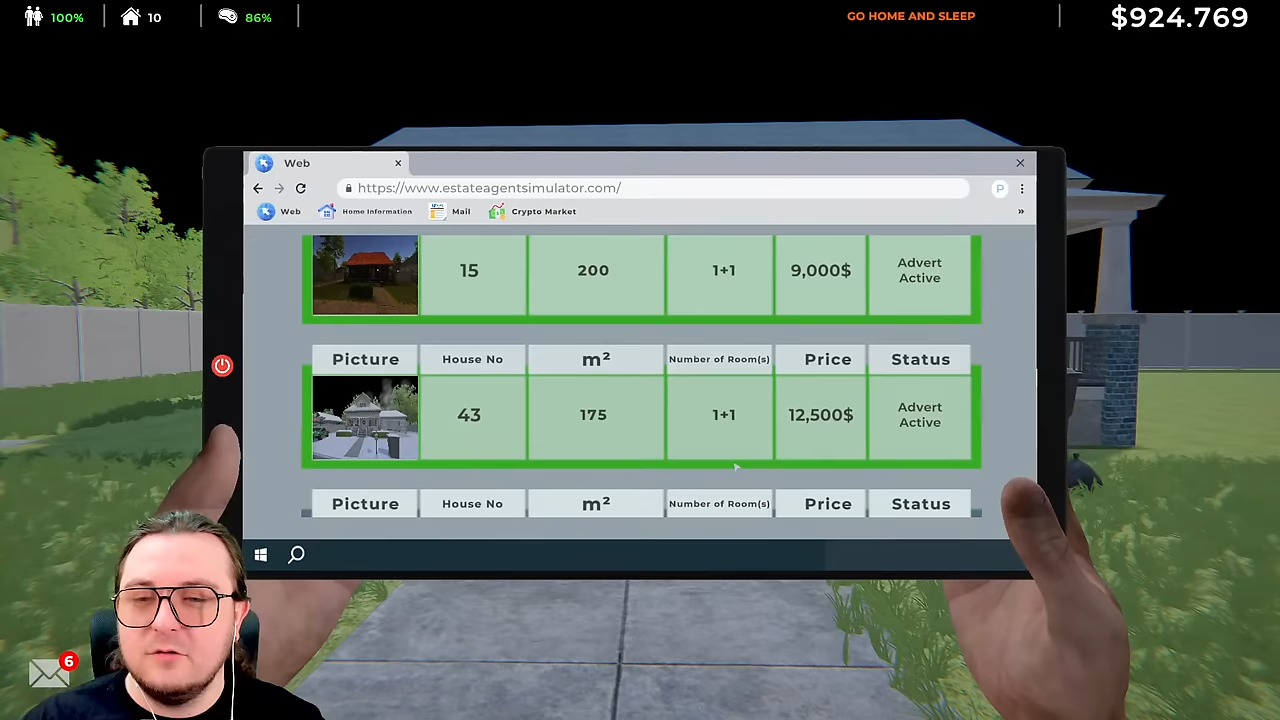 100%
10
86%
GO HOME AND SLEEP
$924.769
Web
https://www.estateagentsimulator.com/
P
Web
Home Information
Mail
Crypto Market
15
200
1+1
9,000$
Advert
Active
Picture
House No
m²
Number of Room(s)
Price
Status
43
175
1+1
12,500$
Advert
Active
Picture
House No
m²
Number of Room(s)
Price
Status
6